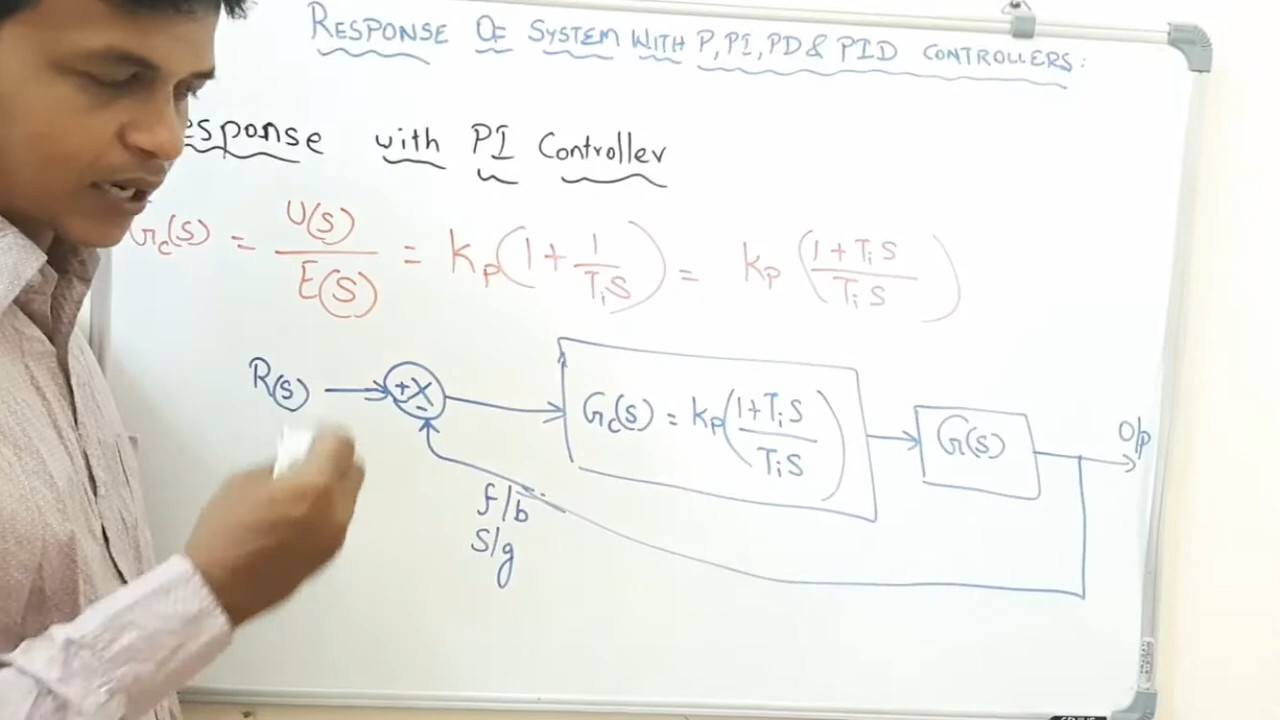 RESPONSE OF SYSTEM WITH P, PI, PD & PID CONTROLLERS:
esponse with PI Controller
Gc(s) = U(s)/E(s) = Kp(1 + 1/TiS) = Kp(1 + TiS/TiS)
R(s)
+ X -
Gc(s) = Kp(1+TiS/TiS)
G(s)
O/p
f/b
S/g